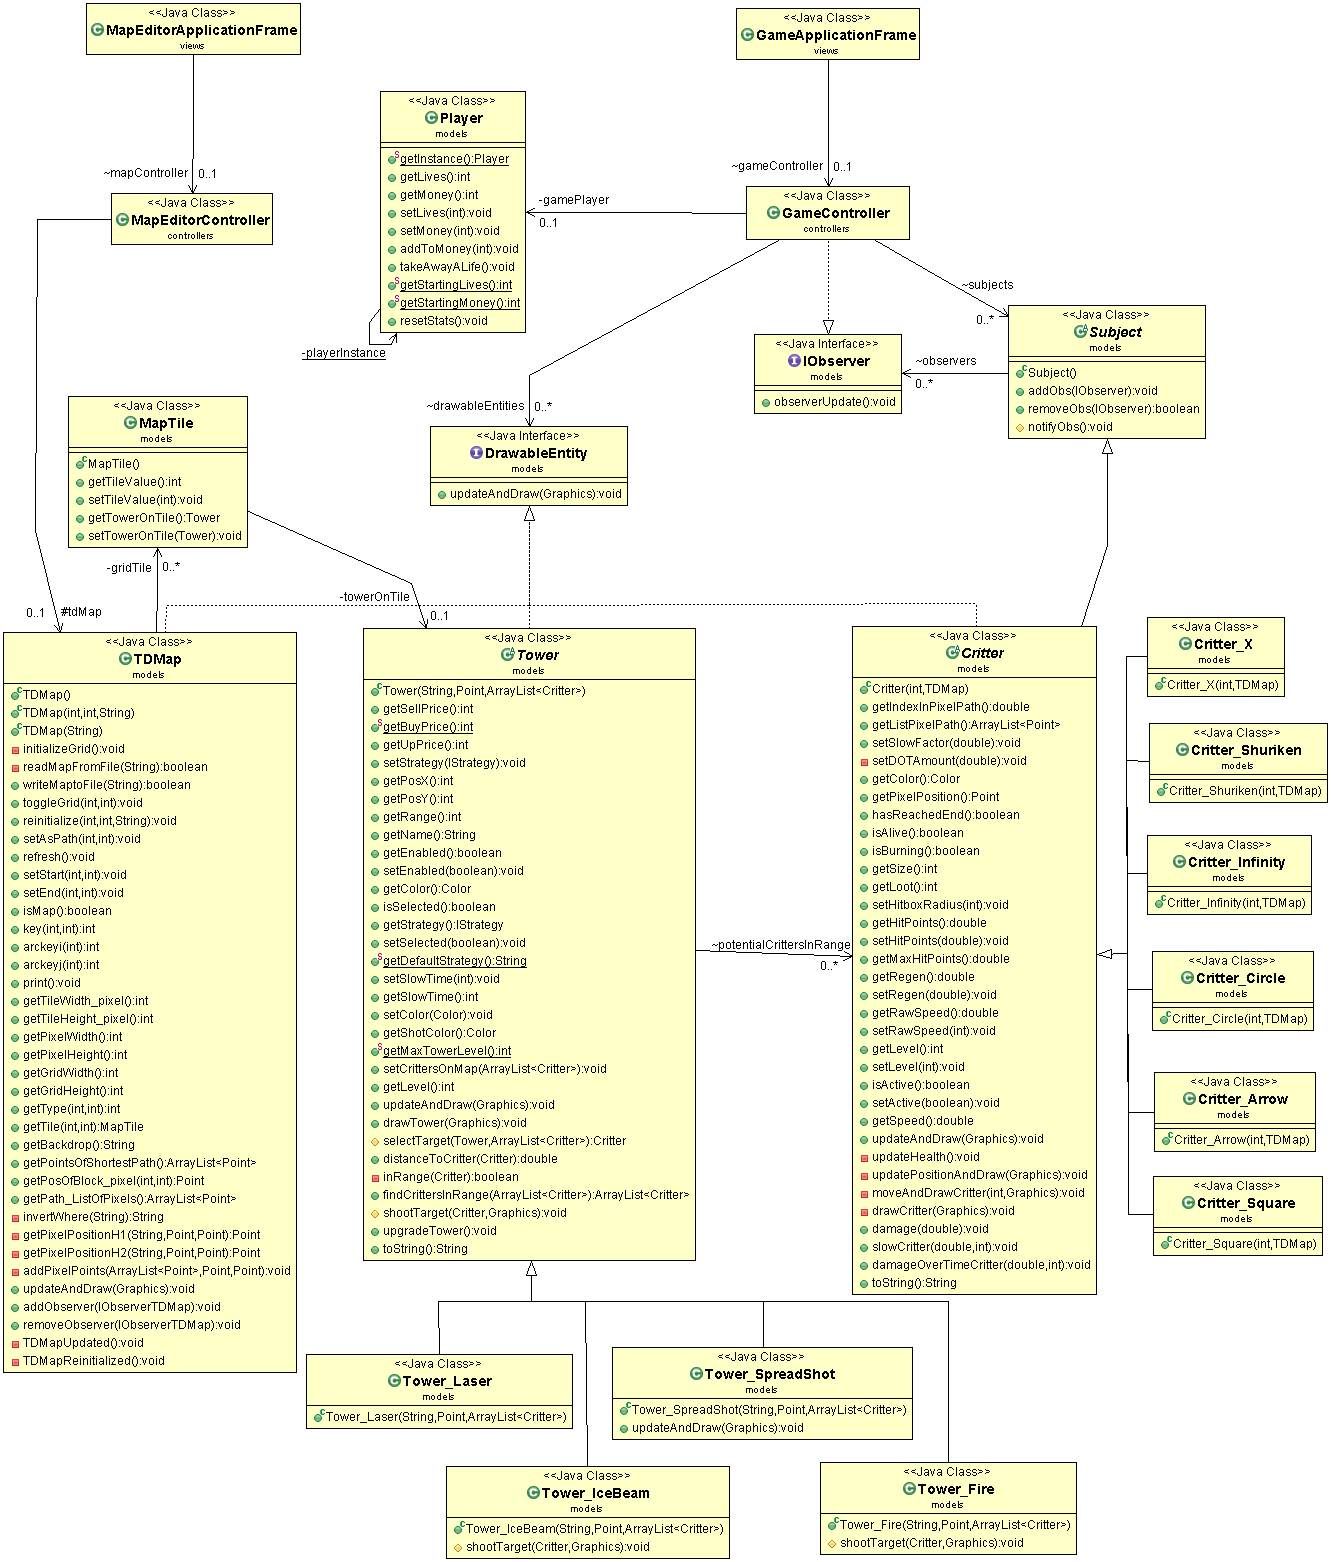 <<Java Class>>
MapEditorApplicationFrame
views
<<Java Class>>
GameApplicationFrame
views
~mapController
0..1
<<Java Class>>
MapEditorController
controllers
<<Java Class>>
Player
models
getInstance():Player
getLives():int
getMoney():int
setLives(int):void
setMoney(int):void
addToMoney(int):void
takeAwayALife():void
getStartingLives():int
getStartingMoney():int
resetStats():void
-playerInstance
~gameController
0..1
-gamePlayer
0..1
<<Java Class>>
GameController
controllers
~subjects
0..*
<<Java Class>>
Subject
models
Subject()
addObs(IObserver):void
removeObs(IObserver):boolean
notifyObs():void
~observers
0..*
<<Java Interface>>
IObserver
models
observerUpdate():void
~drawableEntities
0..*
<<Java Interface>>
DrawableEntity
models
updateAndDraw(Graphics):void
<<Java Class>>
MapTile
models
MapTile()
getTileValue():int
setTileValue(int):void
getTowerOnTile():Tower
setTowerOnTile(Tower):void
-gridTile
0..*
-towerOnTile
0..1
0..1
#tdMap
<<Java Class>>
TDMap
models
TDMap()
TDMap(int,int,String)
TDMap(String)
initializeGrid():void
readMapFromFile(String):boolean
writeMaptoFile(String):boolean
toggleGrid(int,int):void
reinitialize(int,int,String):void
setAsPath(int,int):void
refresh():void
setStart(int,int):void
setEnd(int,int):void
isMap():boolean
key(int,int):int
arckeyi(int):int
arckeyj(int):int
print():void
getTileWidth_pixel():int
getTileHeight_pixel():int
getPixelWidth():int
getPixelHeight():int
getGridWidth():int
getGridHeight():int
getType(int,int):int
getTile(int,int):MapTile
getBackdrop():String
getPointsOfShortestPath():ArrayList<Point>
getPosOfBlock_pixel(int,int):Point
getPath_ListOfPixels():ArrayList<Point>
invertWhere(String):String
getPixelPositionH1(String,Point,Point):Point
getPixelPositionH2(String,Point,Point):Point
addPixelPoints(ArrayList<Point>,Point,Point):void
updateAndDraw(Graphics):void
addObserver(IObserverTDMap):void
removeObserver(IObserverTDMap):void
TDMapUpdated():void
TDMapReinitialized():void
<<Java Class>>
Tower
models
Tower(String,Point,ArrayList<Critter>)
getSellPrice():int
getBuyPrice():int
getUpPrice():int
setStrategy(IStrategy):void
getPosX():int
getPosY():int
getRange():int
getName():String
getEnabled():boolean
setEnabled(boolean):void
getColor():Color
isSelected():boolean
getStrategy():IStrategy
setSelected(boolean):void
getDefaultStrategy():String
setSlowTime(int):void
getSlowTime():int
setColor(Color):void
getShotColor():Color
getMaxTowerLevel():int
setCrittersOnMap(ArrayList<Critter>):void
getLevel():int
updateAndDraw(Graphics):void
drawTower(Graphics):void
selectTarget(Tower,ArrayList<Critter>):Critter
distanceToCritter(Critter):double
inRange(Critter):boolean
findCrittersInRange(ArrayList<Critter>):ArrayList<Critter>
shootTarget(Critter,Graphics):void
upgradeTower():void
toString():String
~potentialCrittersInRange
0..*
<<Java Class>>
Critter
models
Critter(int,TDMap)
getIndexInPixelPath():double
getListPixelPath():ArrayList<Point>
setSlowFactor(double):void
setDOTAmount(double):void
getColor():Color
getPixelPosition():Point
hasReachedEnd():boolean
isAlive():boolean
isBurning():boolean
getSize():int
getLoot():int
setHitboxRadius(int):void
getHitPoints():double
setHitPoints(double):void
getMaxHitPoints():double
getRegen():double
setRegen(double):void
getRawSpeed():double
setRawSpeed(int):void
getLevel():int
setLevel(int):void
isActive():boolean
setActive(boolean):void
getSpeed():double
updateAndDraw(Graphics):void
updateHealth():void
updatePositionAndDraw(Graphics):void
moveAndDrawCritter(int,Graphics):void
drawCritter(Graphics):void
damage(double):void
slowCritter(double,int):void
damageOverTimeCritter(double,int):void
toString():String
<<Java Class>>
Critter_X
models
Critter_X(int,TDMap)
<<Java Class>>
Critter_Shuriken
models
Critter_Shuriken(int,TDMap)
<<Java Class>>
Critter_Infinity
models
Critter_Infinity(int,TDMap)
<<Java Class>>
Critter_Circle
models
Critter_Circle(int,TDMap)
<<Java Class>>
Critter_Arrow
models
Critter_Arrow(int,TDMap)
<<Java Class>>
Critter_Square
models
Critter_Square(int,TDMap)
<<Java Class>>
Tower_Laser
models
Tower_Laser(String,Point,ArrayList<Critter>)
<<Java Class>>
Tower_SpreadShot
models
Tower_SpreadShot(String,Point,ArrayList<Critter>)
updateAndDraw(Graphics):void
<<Java Class>>
Tower_IceBeam
models
Tower_IceBeam(String,Point,ArrayList<Critter>)
shootTarget(Critter,Graphics):void
<<Java Class>>
Tower_Fire
models
Tower_Fire(String,Point,ArrayList<Critter>)
shootTarget(Critter,Graphics):void